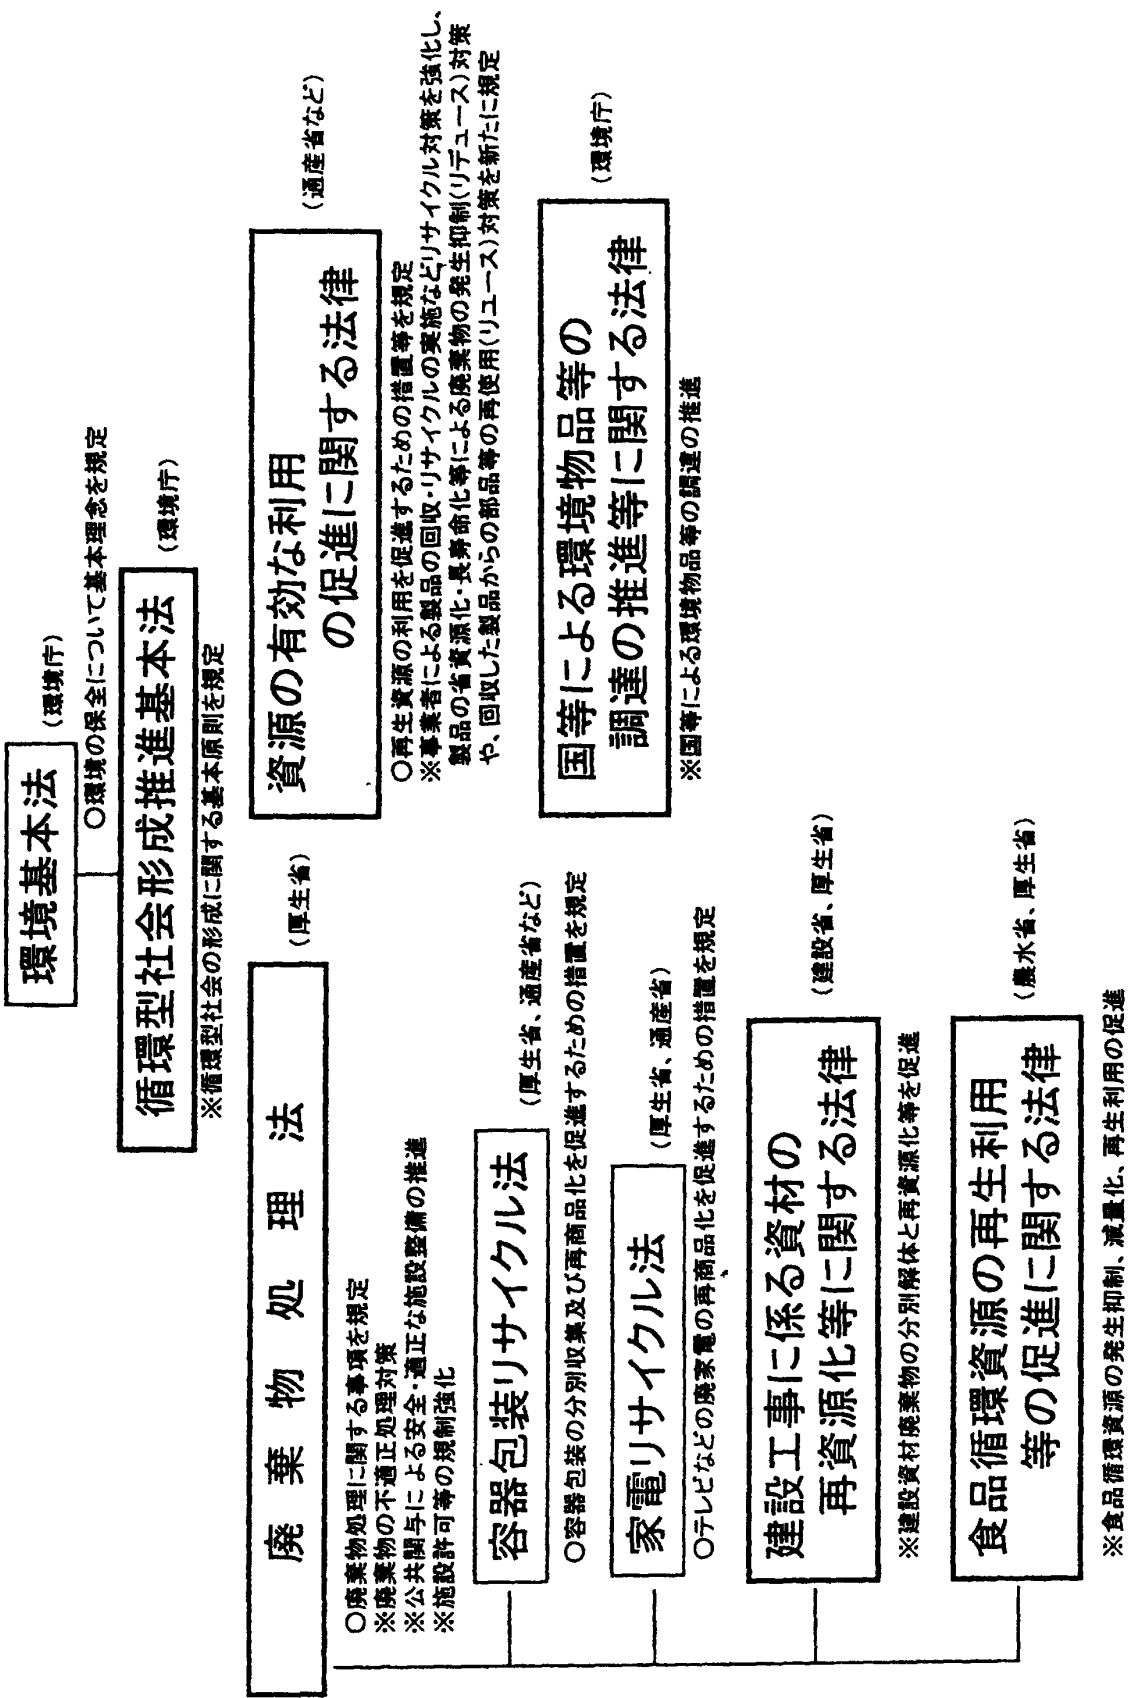 環境基本法
（環境庁）
○環境の保全について基本理念を規定
循環型社会形成推進基本法
（環境庁）
※循環型社会の形成に関する基本原則を規定
廃棄物処理法
（厚生省）
○廃棄物処理に関する事項を規定
※廃棄物の不適正処理対策
※公共関与による安全・適正な施設整備の推進
※施設許可等の規制強化
容器包装リサイクル法
（厚生省、通産省など）
○容器包装の分別収集及び再商品化を促進するための措置を規定
家電リサイクル法
（厚生省、通産省）
○テレビなどの廃家電の再商品化を促進するための措置を規定
建設工事に係る資材の
再資源化等に関する法律
（建設省、厚生省）
※建設資材廃棄物の分別解体と再資源化等を促進
食品循環資源の再生利用
等の促進に関する法律
（農水省、厚生省）
※食品循環資源の発生抑制、減量化、再生利用の促進
資源の有効な利用
の促進に関する法律
（通産省など）
○再生資源の利用を促進するための措置等を規定
※事業者による製品の回収・リサイクルの実施などリサイクル対策を強化し、
製品の省資源化・長寿命化等による廃棄物の発生抑制(リデュース)対策
や、回収した製品からの部品等の再使用(リユース)対策を新たに規定
国等による環境物品等の
調達の推進等に関する法律
（環境庁）
※国等による環境物品等の調達の推進